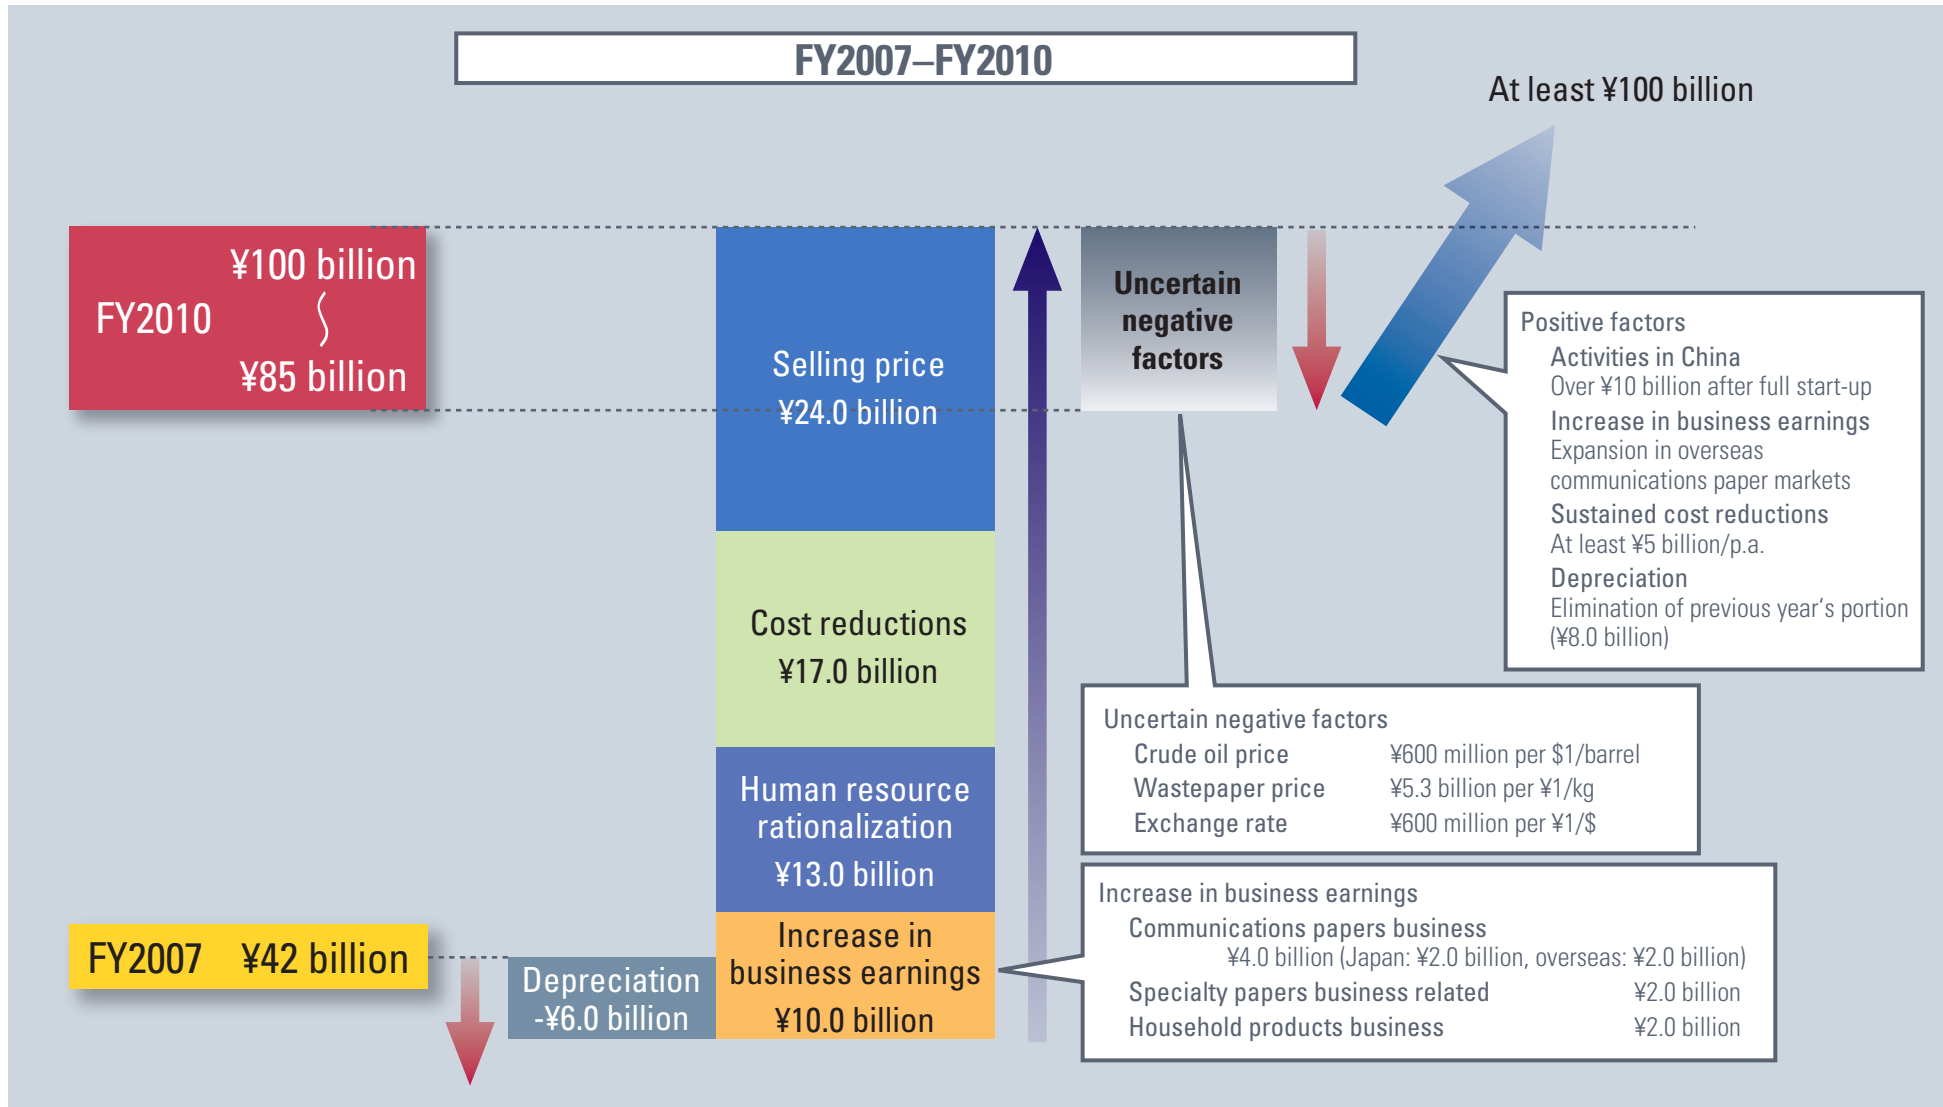 FY2007–FY2010
At least ¥100 billion
¥100 billion
FY2010
¥85 billion
Selling price
¥24.0 billion
Cost reductions
¥17.0 billion
Human resource
rationalization
¥13.0 billion
Increase in
business earnings
¥10.0 billion
FY2007 ¥42 billion
Depreciation
-¥6.0 billion
Uncertain
negative
factors
Positive factors
Activities in China
Over ¥10 billion after full start-up
Increase in business earnings
Expansion in overseas
communications paper markets
Sustained cost reductions
At least ¥5 billion/p.a.
Depreciation
Elimination of previous year‘s portion
(¥8.0 billion)
Uncertain negative factors
Crude oil price ¥600 million per $1/barrel
Wastepaper price ¥5.3 billion per ¥1/kg
Exchange rate ¥600 million per ¥1/$
Increase in business earnings
Communications papers business
¥4.0 billion (Japan: ¥2.0 billion, overseas: ¥2.0 billion)
Specialty papers business related ¥2.0 billion
Household products business ¥2.0 billion